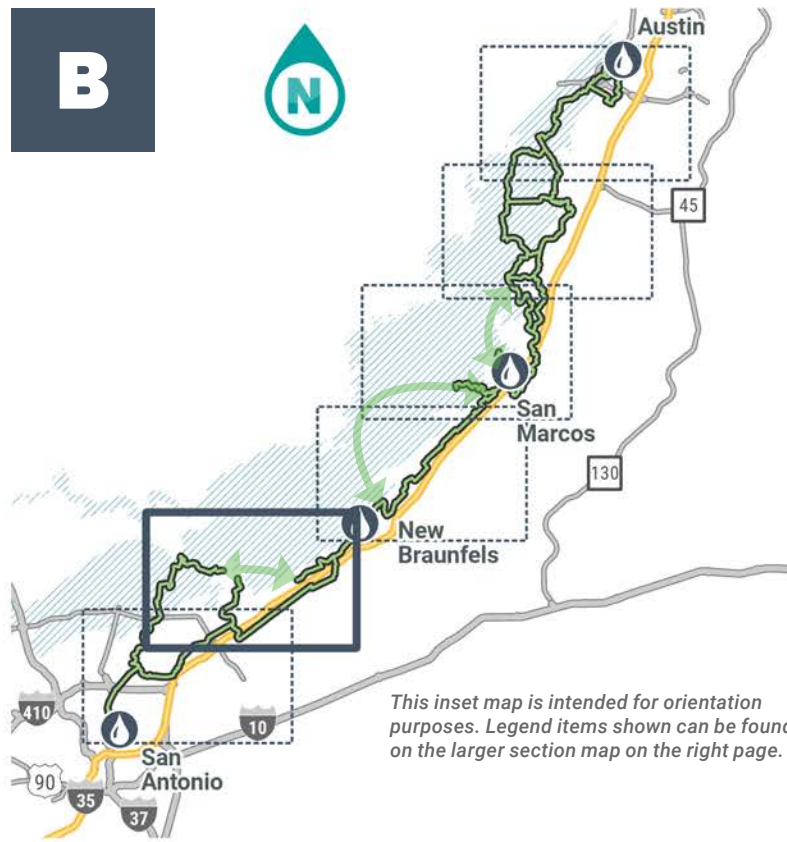 B
N
Austin
45
San
Marcos
130
New
Braunfels
410
10
San
Antonio
90
35
37
This inset map is intended for orientation
purposes. Legend items shown can be found
on the larger section map on the right page.